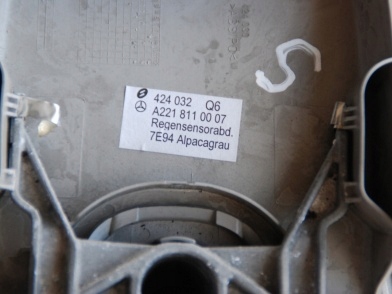 424 032 Q6
A221 811 00 07
Regensensorabd.
7E94 Alpacagrau
S